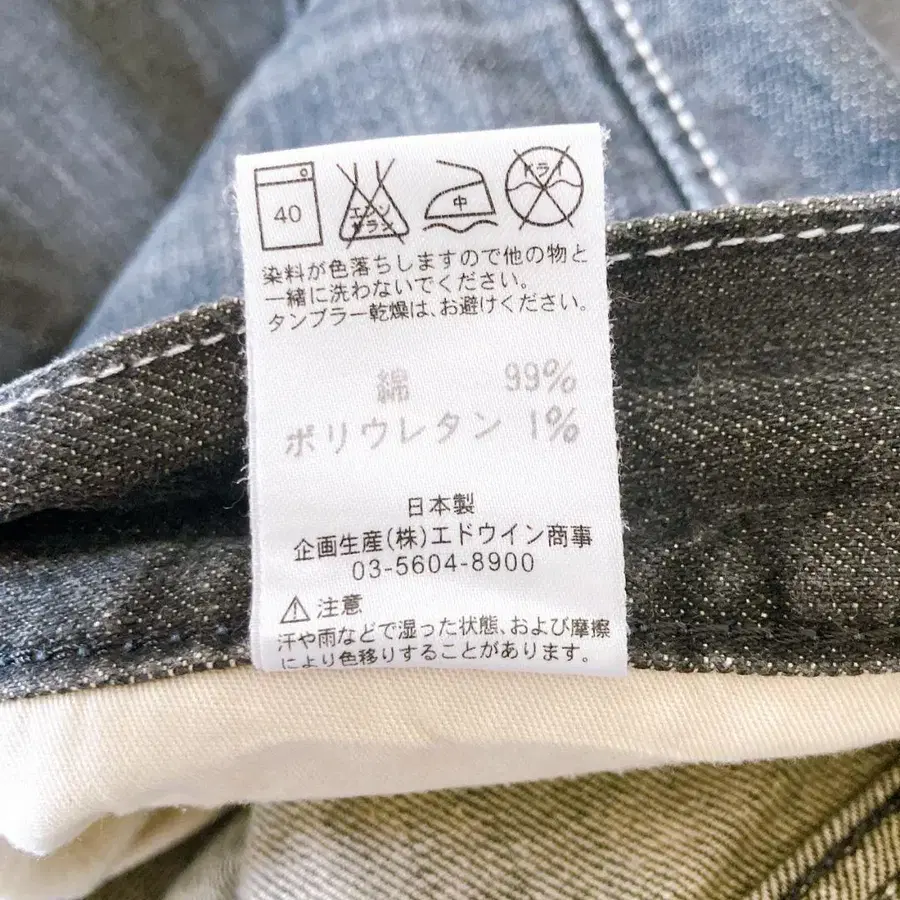 40 エンソ サラシ 中 ドライ
染料が色落ちしますので他の物と
一緒に洗わないでください。
タンブラー乾燥は、お避けください。
綿 99%
ポリウレタン 1%
日本製
企画生産(株)エドウイン商事
03-5604-8900
⚠ 注意
汗や雨などで湿った状態、および摩擦
により色移りすることがあります。